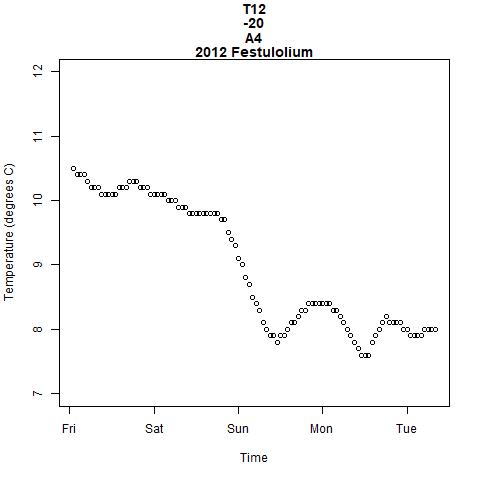 T12
-20
A4
2012 Festulolium
Temperature (degrees C)
12
11
10
9
8
7
Fri Sat Sun Mon Tue
Time